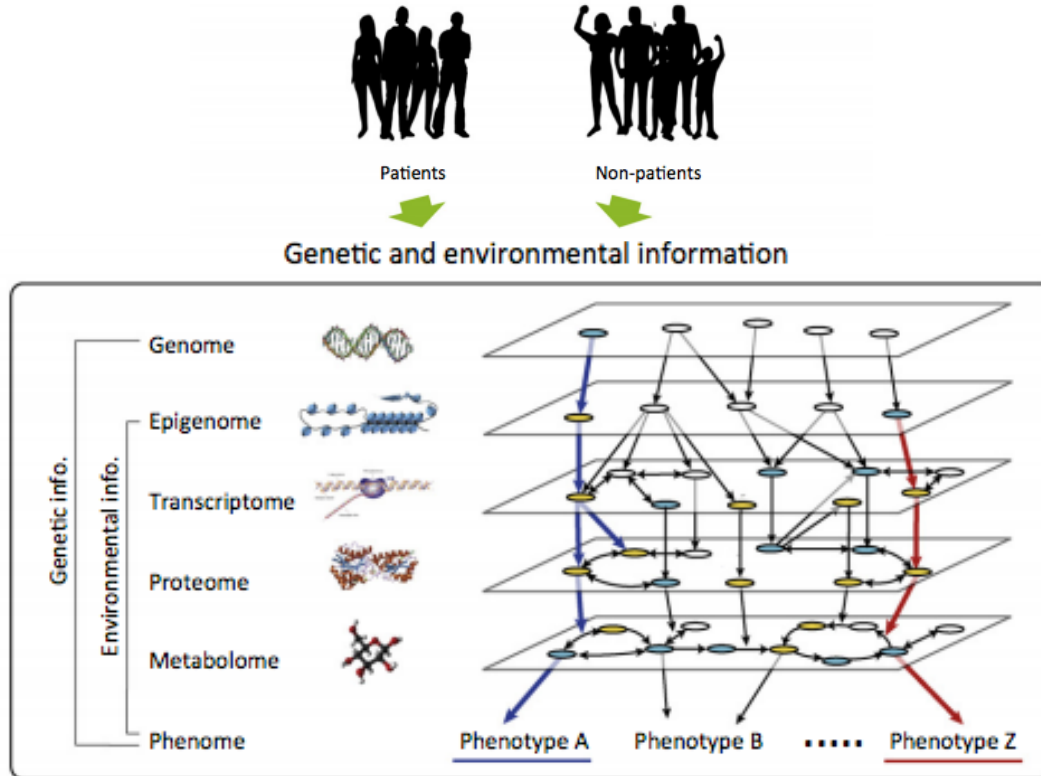 Patients
Non-patients
Genetic and environmental information
Genetic info.
Environmental info.
Genome
Epigenome
Transcriptome
Proteome
Metabolome
Phenome
Phenotype A
Phenotype B
.....
Phenotype Z